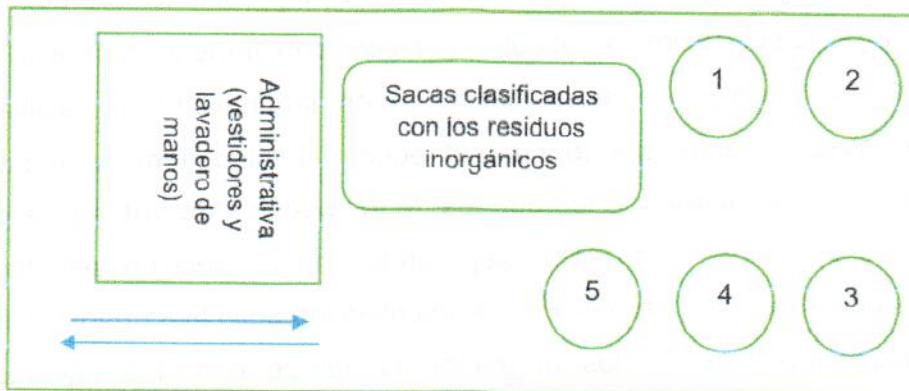 Administrativa
(vestidores y
lavadero de
manos)
Sacas clasificadas
con los residuos
inorgánicos
1
2
5
4
3